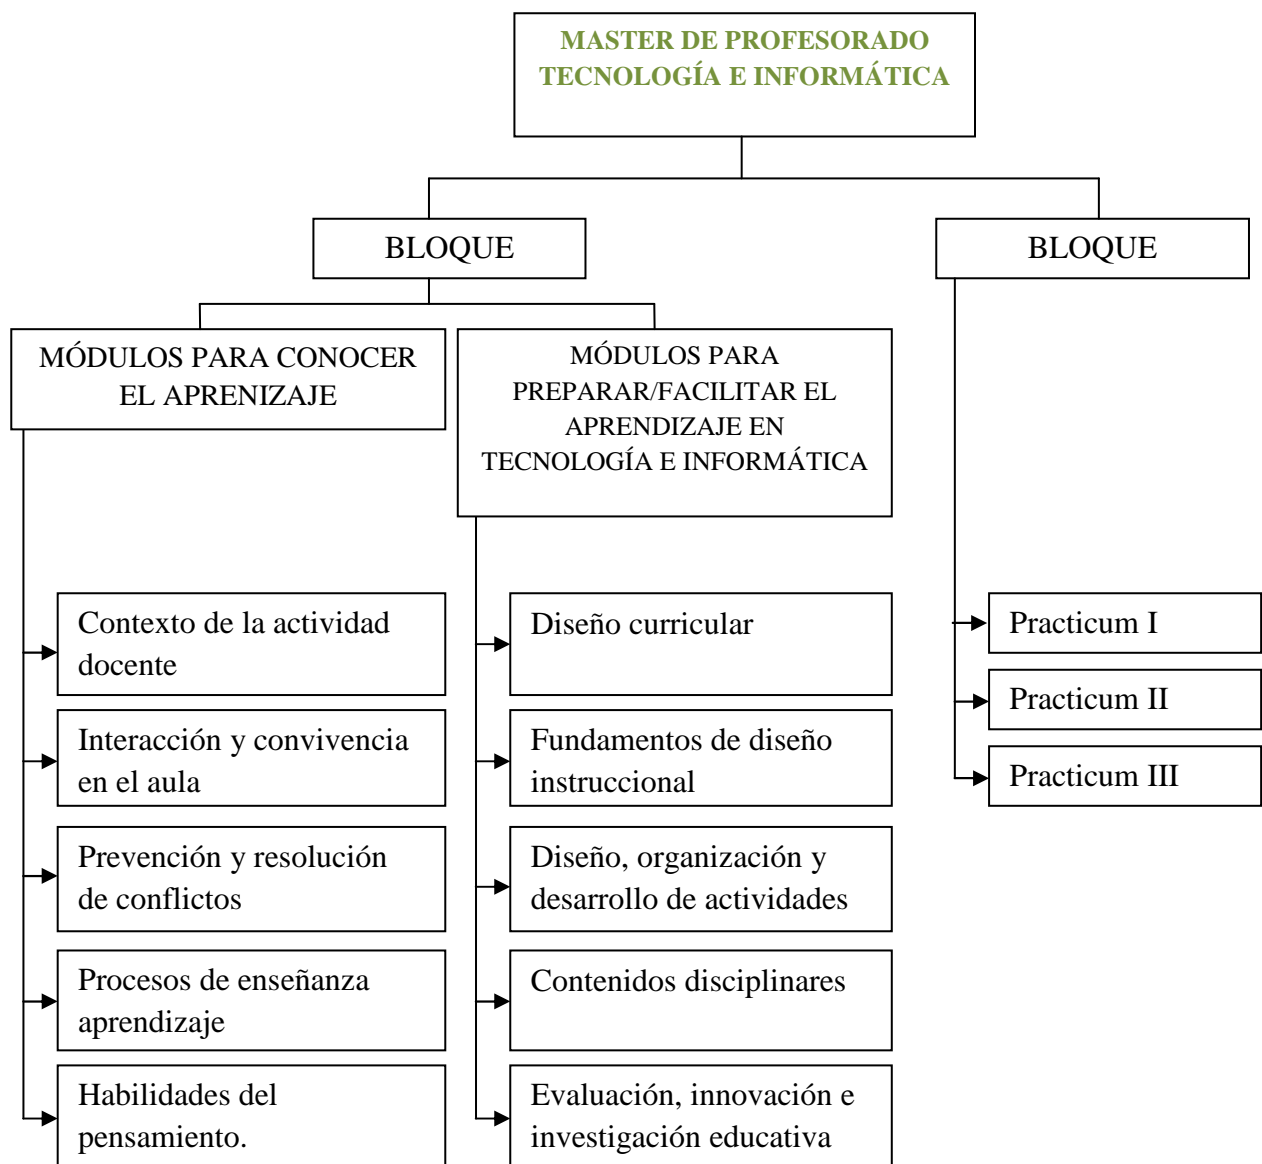 MASTER DE PROFESORADO
TECNOLOGÍA E INFORMÁTICA
BLOQUE
BLOQUE
MÓDULOS PARA CONOCER
EL APRENIZAJE
MÓDULOS PARA
PREPARAR/FACILITAR EL
APRENDIZAJE EN
TECNOLOGÍA E INFORMÁTICA
Contexto de la actividad
docente
Interacción y convivencia
en el aula
Prevención y resolución
de conflictos
Procesos de enseñanza
aprendizaje
Habilidades del
pensamiento.
Diseño curricular
Fundamentos de diseño
instruccional
Diseño, organización y
desarrollo de actividades
Contenidos disciplinares
Evaluación, innovación e
investigación educativa
Practicum I
Practicum II
Practicum III